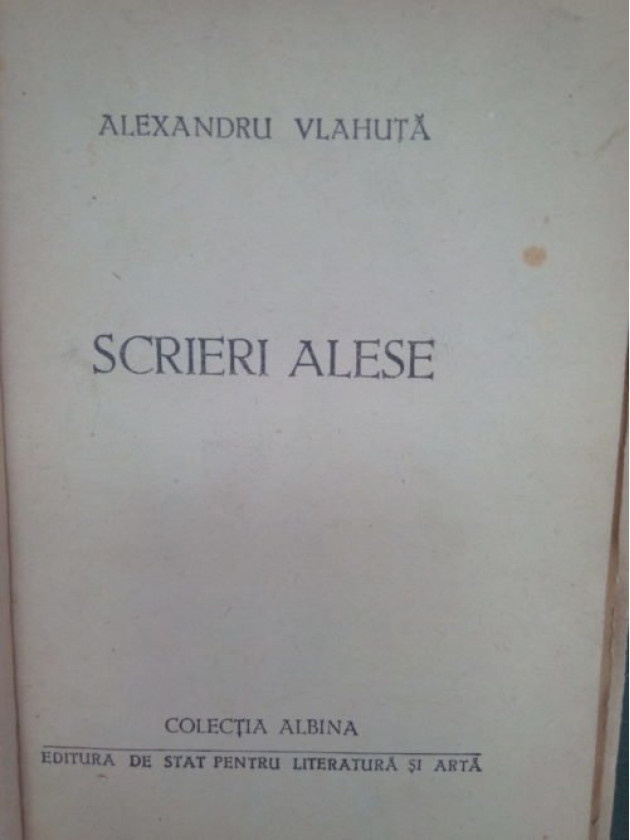 ALEXANDRU VLAHUȚĂ
SCRIERI ALESE
COLECȚIA ALBINA
EDITURA DE STAT PENTRU LITERATURĂ ȘI ARTĂ